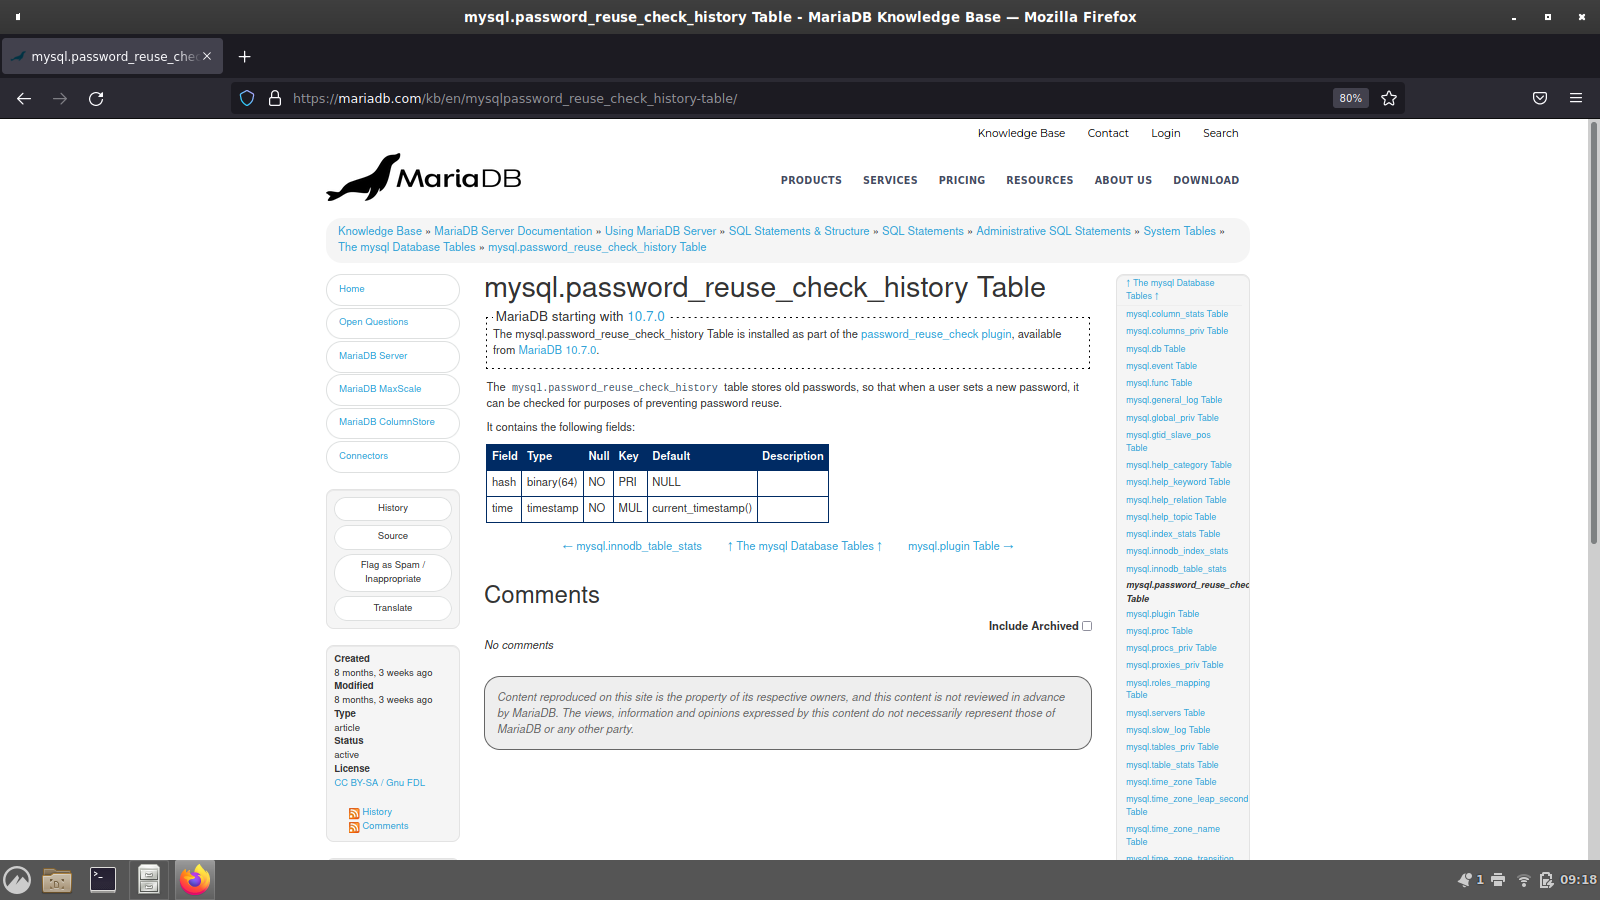 mysql.password_reuse_check_history Table - MariaDB Knowledge Base — Mozilla Firefox
mysql.password_reuse_chec
https://mariadb.com/kb/en/mysqlpassword_reuse_check_history-table/
80%
Knowledge Base Contact Login Search
MariaDB
PRODUCTS SERVICES PRICING RESOURCES ABOUT US DOWNLOAD
Knowledge Base » MariaDB Server Documentation » Using MariaDB Server » SQL Statements & Structure » SQL Statements » Administrative SQL Statements » System Tables »
The mysql Database Tables » mysql.password_reuse_check_history Table
Home
Open Questions
MariaDB Server
MariaDB MaxScale
MariaDB ColumnStore
Connectors
History
Source
Flag as Spam /
Inappropriate
Translate
Created
8 months, 3 weeks ago
Modified
8 months, 3 weeks ago
Type
article
Status
active
License
CC BY-SA / Gnu FDL
History
Comments
mysql.password_reuse_check_history Table
MariaDB starting with 10.7.0
The mysql.password_reuse_check_history Table is installed as part of the password_reuse_check plugin, available
from MariaDB 10.7.0.
The mysql.password_reuse_check_history table stores old passwords, so that when a user sets a new password, it
can be checked for purposes of preventing password reuse.
It contains the following fields:
Field Type Null Key Default Description
hash binary(64) NO PRI NULL
time timestamp NO MUL current_timestamp()
← mysql.innodb_table_stats ↑ The mysql Database Tables ↑ mysql.plugin Table →
Comments
Include Archived
No comments
Content reproduced on this site is the property of its respective owners, and this content is not reviewed in advance
by MariaDB. The views, information and opinions expressed by this content do not necessarily represent those of
MariaDB or any other party.
↑ The mysql Database
Tables ↑
mysql.column_stats Table
mysql.columns_priv Table
mysql.db Table
mysql.event Table
mysql.func Table
mysql.general_log Table
mysql.global_priv Table
mysql.gtid_slave_pos
Table
mysql.help_category Table
mysql.help_keyword Table
mysql.help_relation Table
mysql.help_topic Table
mysql.index_stats Table
mysql.innodb_index_stats
mysql.innodb_table_stats
mysql.password_reuse_chec
Table
mysql.plugin Table
mysql.proc Table
mysql.procs_priv Table
mysql.proxies_priv Table
mysql.roles_mapping
Table
mysql.servers Table
mysql.slow_log Table
mysql.tables_priv Table
mysql.table_stats Table
mysql.time_zone Table
mysql.time_zone_leap_second
Table
mysql.time_zone_name
Table
mysql.time_zone_transition
1
09:18